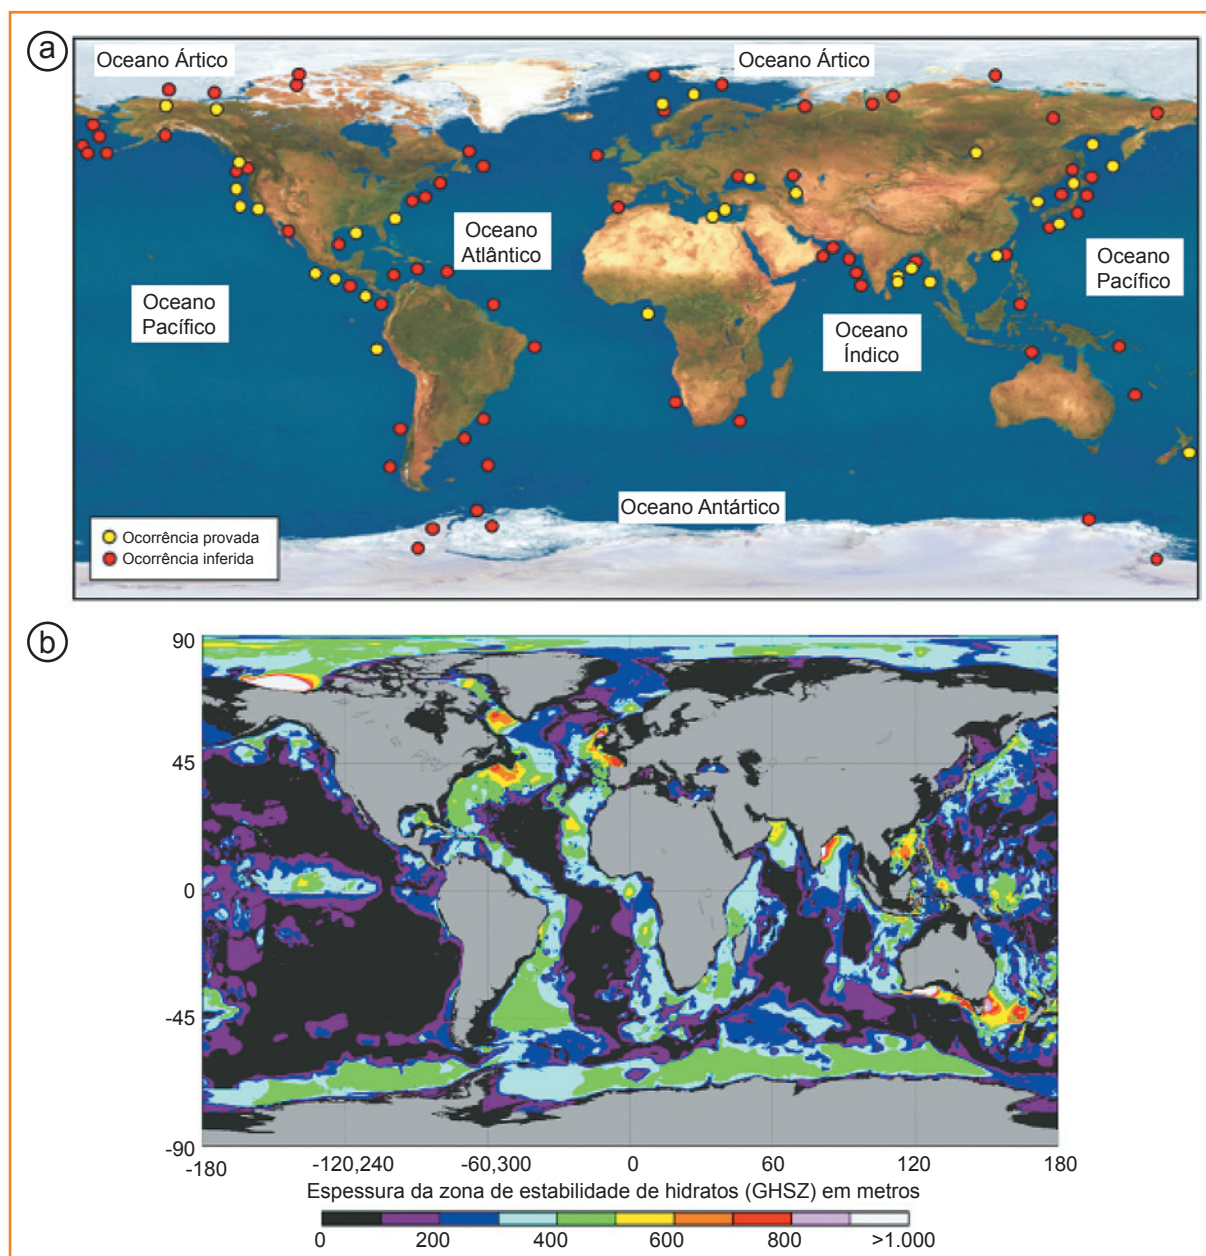 a
Oceano Ártico
Oceano Ártico
Oceano
Atlântico
Oceano
Pacífico
Oceano
Pacífico
Oceano
Índico
Oceano Antártico
Ocorrência provada
Ocorrência inferida
b
90
45
0
-45
-90
-180
-120,240
-60,300
0
60
120
180
Espessura da zona de estabilidade de hidratos (GHSZ) em metros
0
200
400
600
800
>1.000